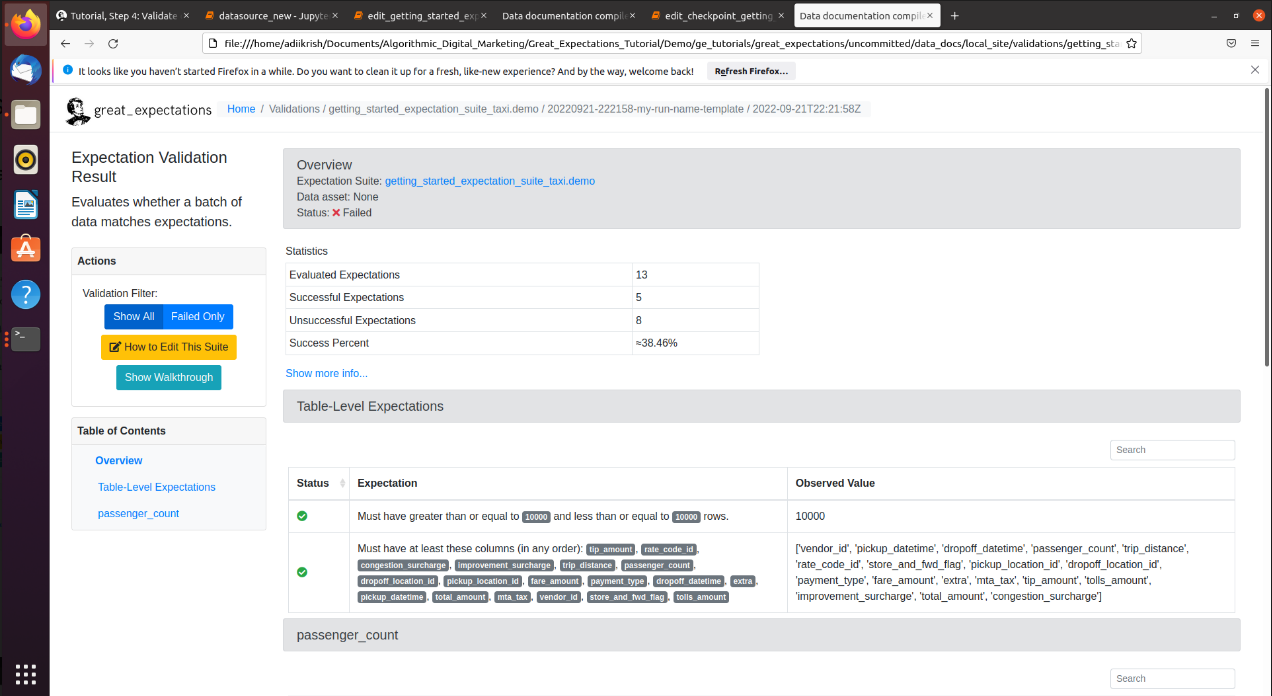 Tutorial, Step 4: Validate × datasource_new - Jupyte × edit_getting_started_exp × Data documentation compile × edit_checkpoint_getting × Data documentation compile × +
file:///home/adiikrish/Documents/Algorithmic_Digital_Marketing/Great_Expectations_Tutorial/Demo/ge_tutorials/great_expectations/uncommitted/data_docs/local_site/validations/getting_sta
It looks like you haven't started Firefox in a while. Do you want to clean it up for a fresh, like-new experience? And by the way, welcome back! Refresh Firefox...
great_expectations Home / Validations / getting_started_expectation_suite_taxi.demo / 20220921-222158-my-run-name-template / 2022-09-21T22:21:58Z
Expectation Validation
Result
Evaluates whether a batch of
data matches expectations.
Actions
Validation Filter:
Show All Failed Only
How to Edit This Suite
Show Walkthrough
Table of Contents
Overview
Table-Level Expectations
passenger_count
Overview
Expectation Suite: getting_started_expectation_suite_taxi.demo
Data asset: None
Status: ❌ Failed
Statistics
Evaluated Expectations 13
Successful Expectations 5
Unsuccessful Expectations 8
Success Percent ≈38.46%
Show more info...
Table-Level Expectations
Search
Status Expectation Observed Value
Must have greater than or equal to 10000 and less than or equal to 10000 rows. 10000
Must have at least these columns (in any order): tip_amount, rate_code_id,
congestion_surcharge, improvement_surcharge, trip_distance, passenger_count,
dropoff_location_id, pickup_location_id, fare_amount, payment_type, dropoff_datetime, extra,
pickup_datetime, total_amount, mta_tax, vendor_id, store_and_fwd_flag, tolls_amount
['vendor_id', 'pickup_datetime', 'dropoff_datetime', 'passenger_count', 'trip_distance',
'rate_code_id', 'store_and_fwd_flag', 'pickup_location_id', 'dropoff_location_id',
'payment_type', 'fare_amount', 'extra', 'mta_tax', 'tip_amount', 'tolls_amount',
'improvement_surcharge', 'total_amount', 'congestion_surcharge']
passenger_count
Search